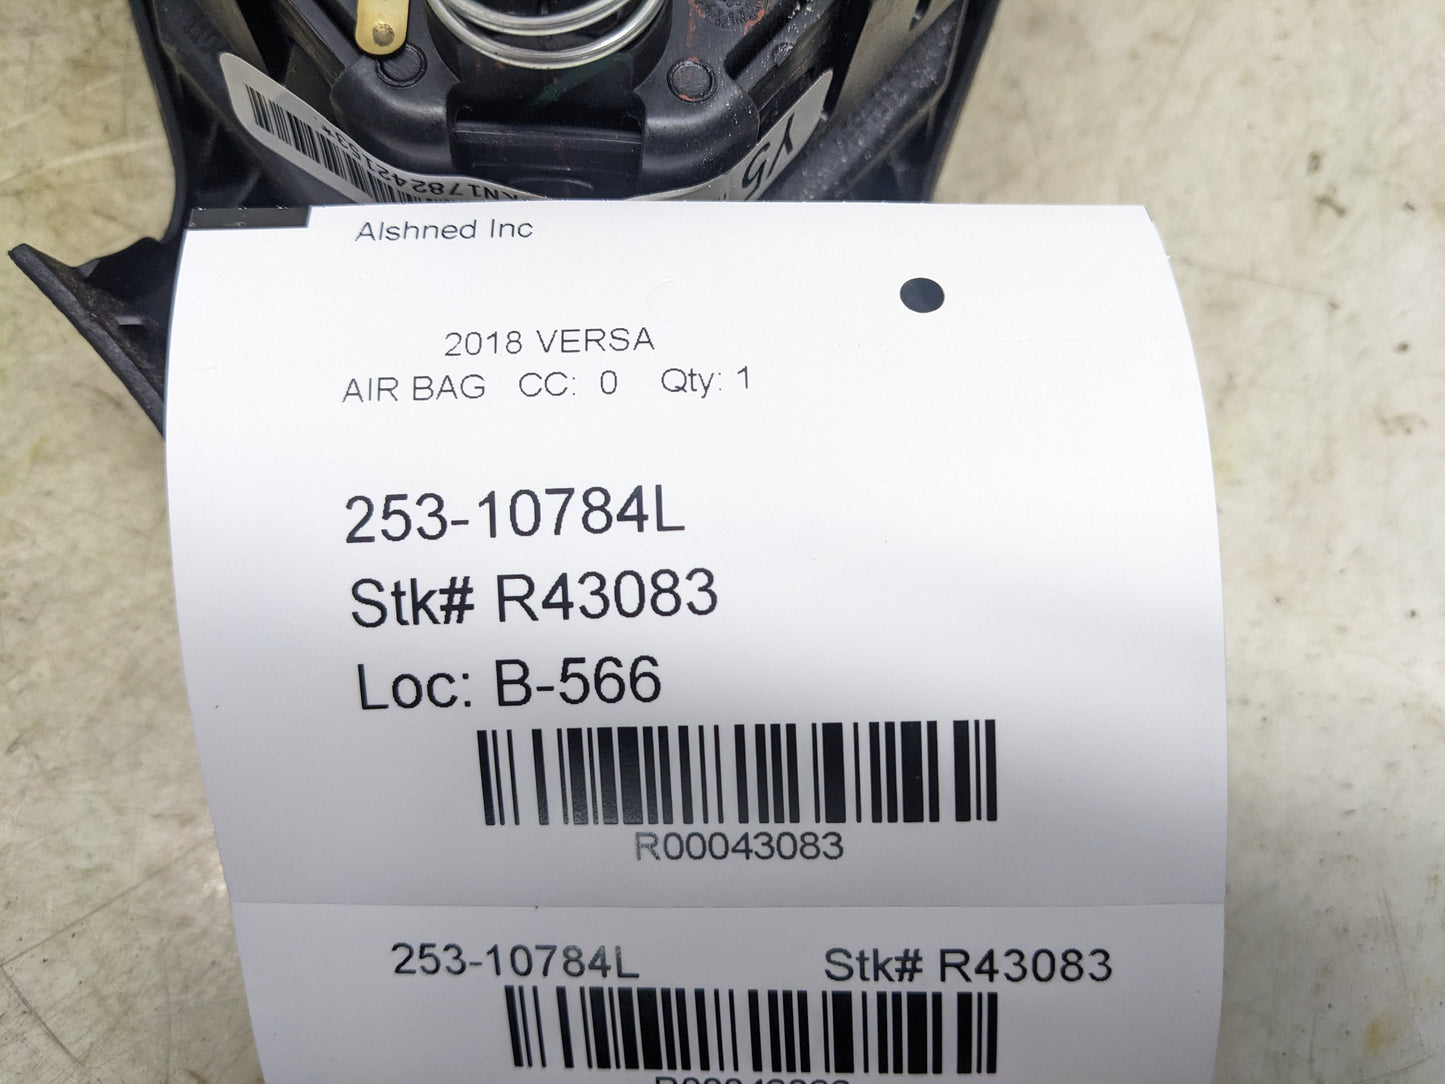 Y5
Alshned Inc
2018 VERSA
AIR BAG CC: 0 Qty: 1
253-10784L
Stk# R43083
Loc: B-566
R00043083
253-10784L Stk# R43083